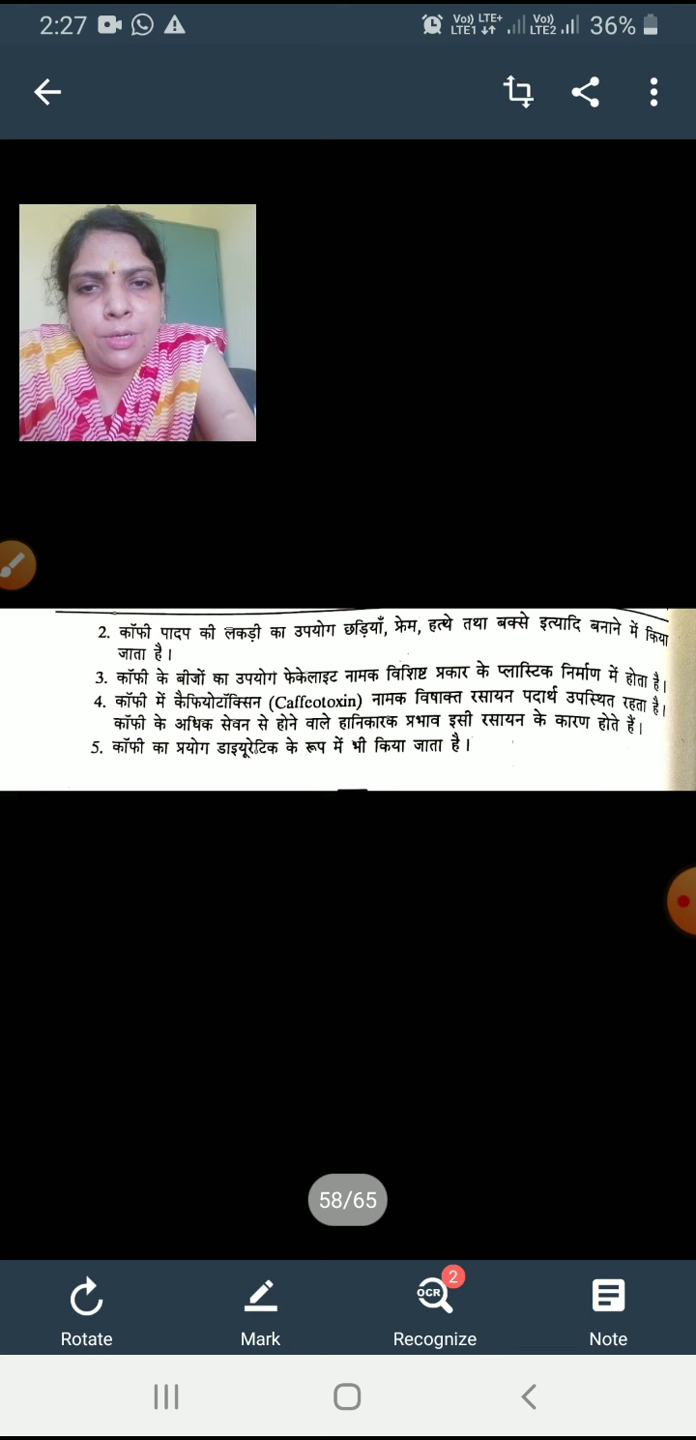 2:27
Vo)) LTE+
LTE1
Vo))
LTE2
36%
2. कॉफी पादप की लकड़ी का उपयोग छड़ियाँ, फ्रेम, हत्थे तथा बक्से इत्यादि बनाने में किया
जाता है।
3. कॉफी के बीजों का उपयोग फेकेलाइट नामक विशिष्ट प्रकार के प्लास्टिक निर्माण में होता है।
4. कॉफी में कैफियोटॉक्सिन (Caffeotoxin) नामक विषाक्त रसायन पदार्थ उपस्थित रहता है।
कॉफी के अधिक सेवन से होने वाले हानिकारक प्रभाव इसी रसायन के कारण होते हैं।
5. कॉफी का प्रयोग डाइयूरेटिक के रूप में भी किया जाता है।
58/65
OCR
2
Rotate
Mark
Recognize
Note